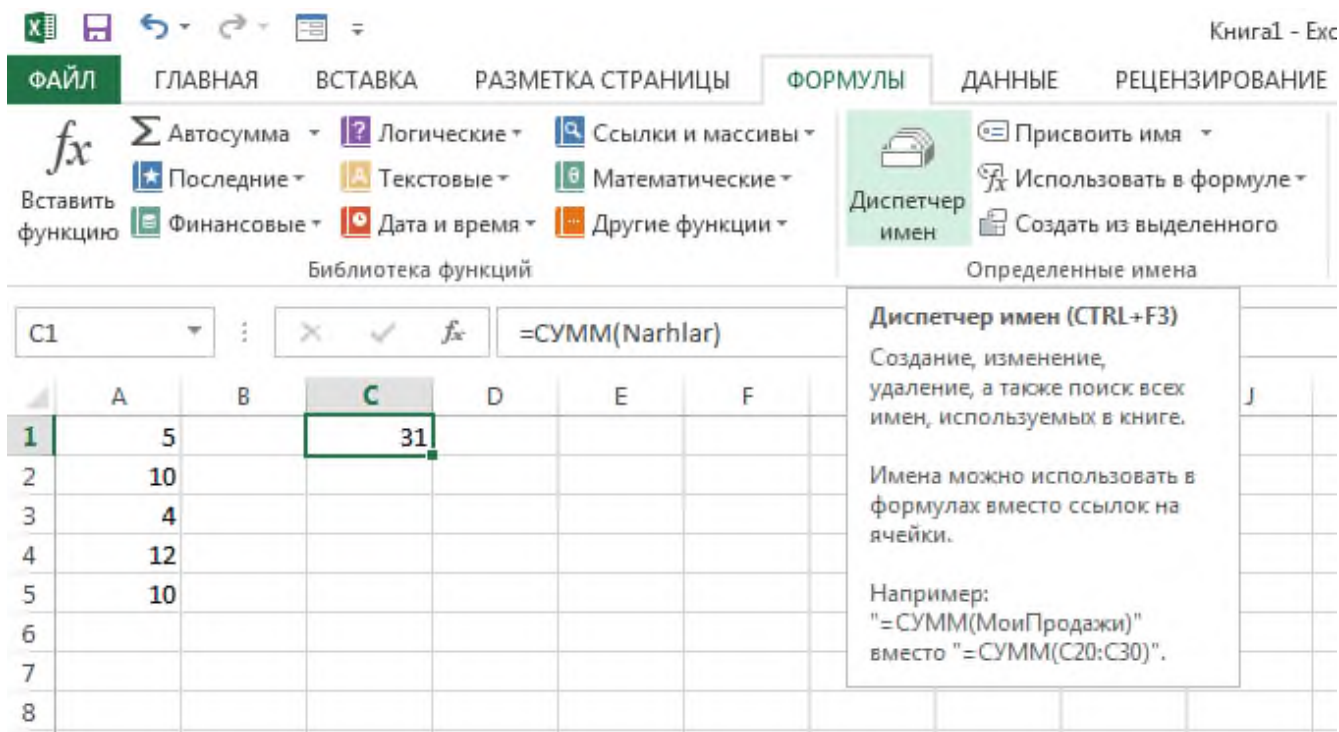 Книга1 - Exc
ФАЙЛ ГЛАВНАЯ ВСТАВКА РАЗМЕТКА СТРАНИЦЫ ФОРМУЛЫ ДАННЫЕ РЕЦЕНЗИРОВАНИЕ
fx Вставить функцию
Σ Автосумма
Последние
Финансовые
Логические
Текстовые
Дата и время
Ссылки и массивы
Математические
Другие функции
Библиотека функций
Диспетчер имен
Присвоить имя
Использовать в формуле
Создать из выделенного
Определенные имена
C1 fx =СУММ(Narhlar)
A B C D E F J
1 5 31
2 10
3 4
4 12
5 10
6
7
8
Диспетчер имен (CTRL+F3)
Создание, изменение,
удаление, а также поиск всех
имен, используемых в книге.
Имена можно использовать в
формулах вместо ссылок на
ячейки.
Например:
"=СУММ(МоиПродажи)"
вместо "=СУММ(C20:C30)".